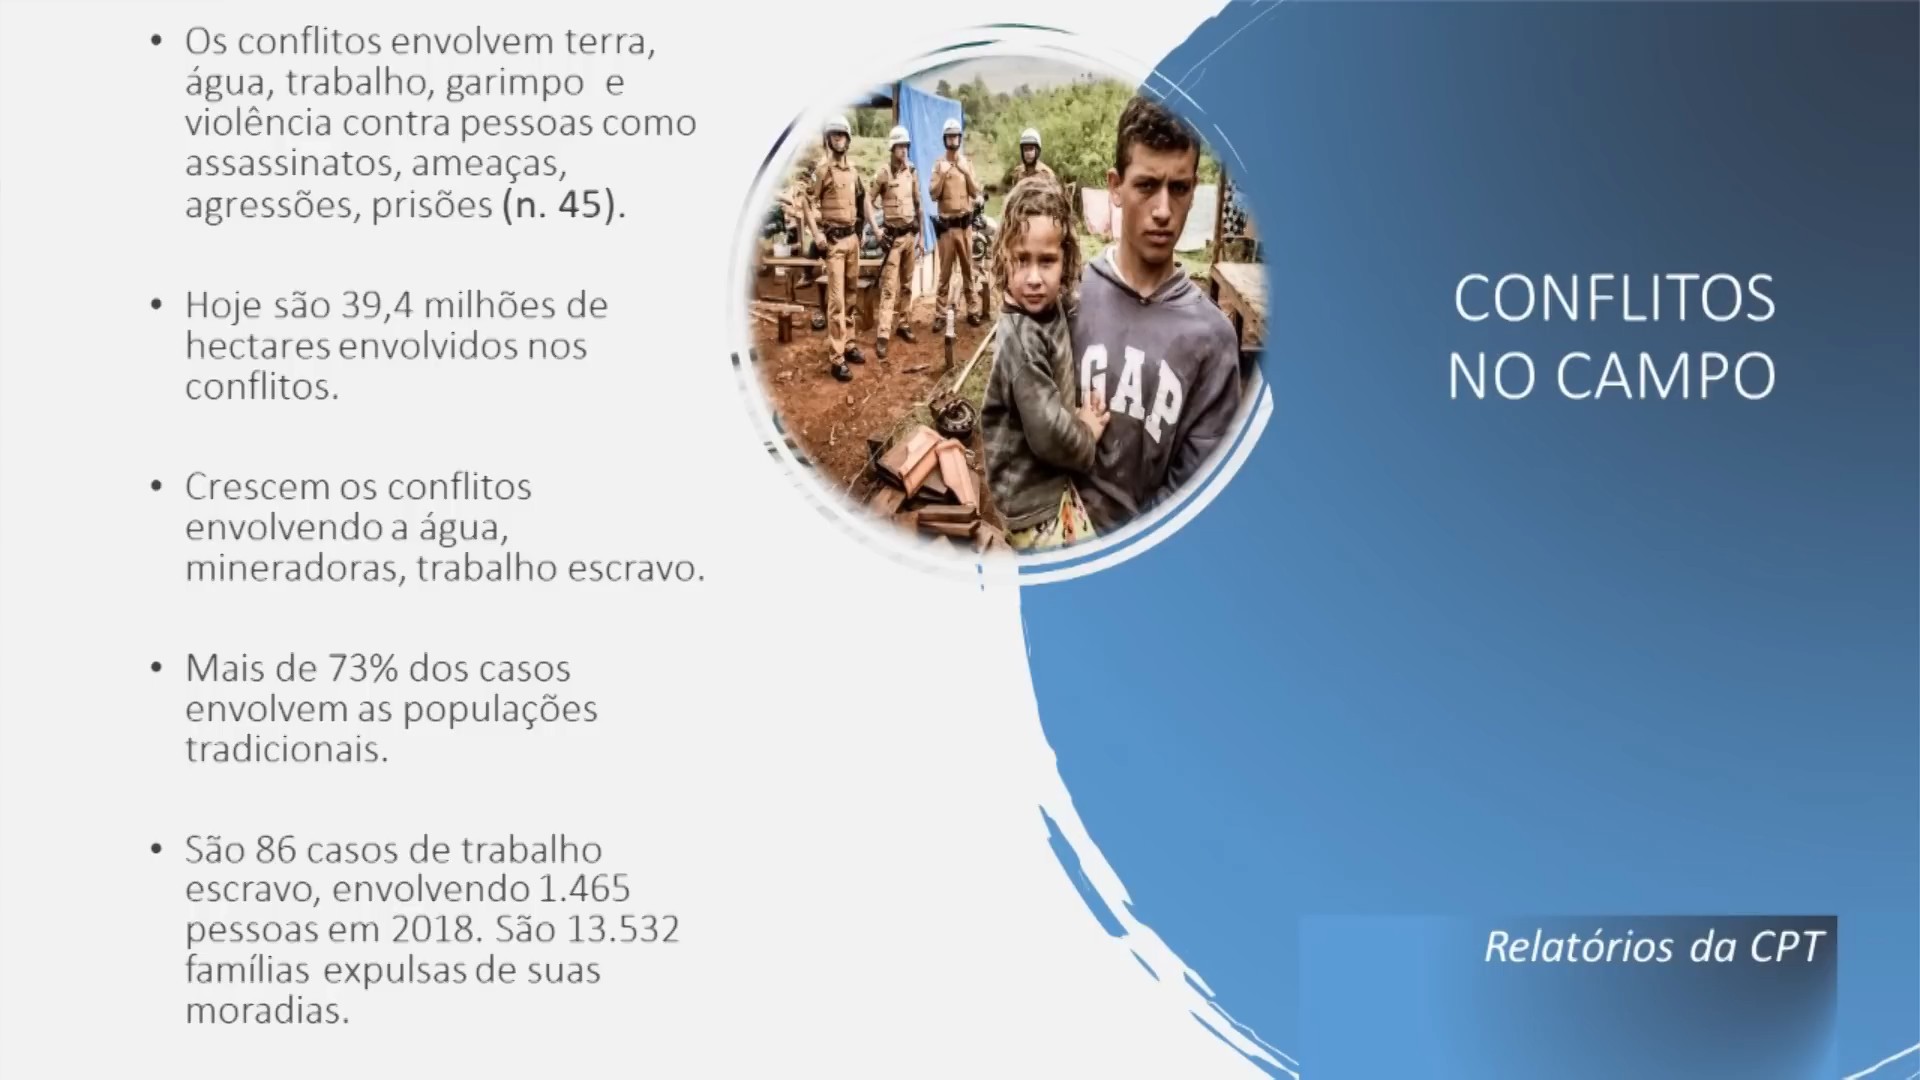 • Os conflitos envolvem terra,
água, trabalho, garimpo e
violência contra pessoas como
assassinatos, ameaças,
agressões, prisões (n. 45).
• Hoje são 39,4 milhões de
hectares envolvidos nos
conflitos.
• Crescem os conflitos
envolvendo a água,
mineradoras, trabalho escravo.
• Mais de 73% dos casos
envolvem as populações
tradicionais.
• São 86 casos de trabalho
escravo, envolvendo 1.465
pessoas em 2018. São 13.532
famílias expulsas de suas
moradias.
GAP
CONFLITOS
NO CAMPO
Relatórios da CPT